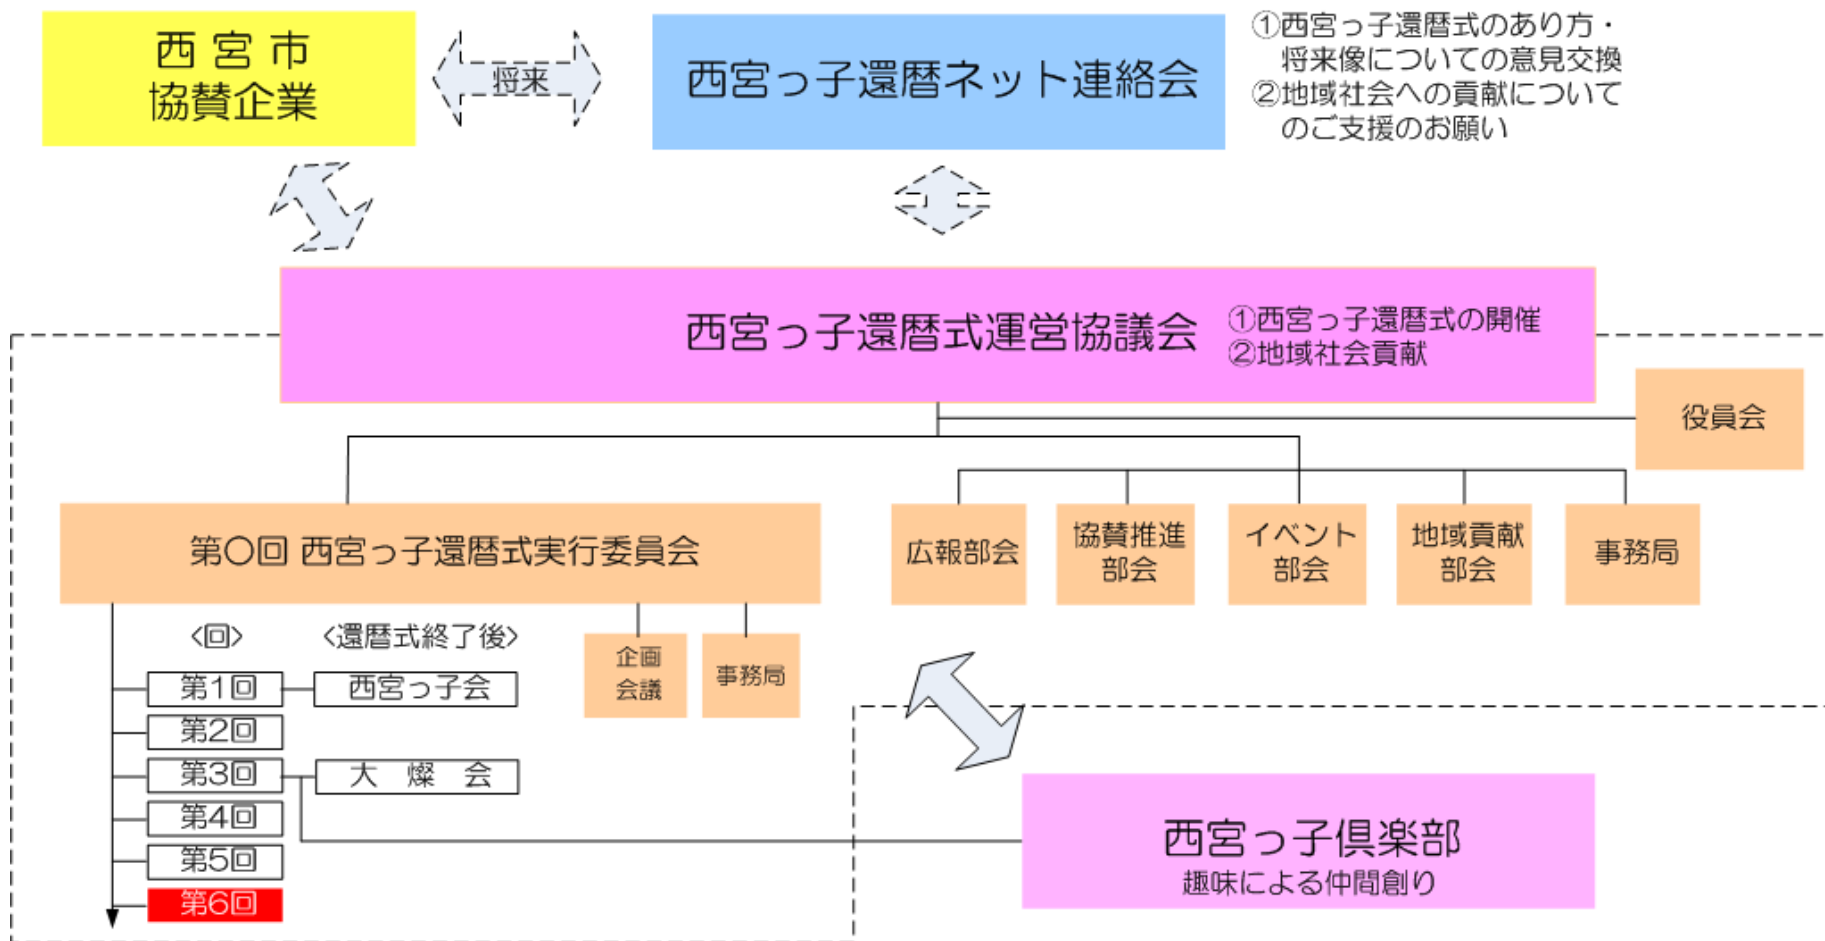 西宮市
協賛企業
将来
西宮っ子還暦ネット連絡会
①西宮っ子還暦式のあり方・
将来像についての意見交換
②地域社会への貢献について
のご支援のお願い
西宮っ子還暦式運営協議会
①西宮っ子還暦式の開催
②地域社会貢献
役員会
第〇回 西宮っ子還暦式実行委員会
広報部会
協賛推進
部会
イベント
部会
地域貢献
部会
事務局
<回>
<還暦式終了後>
企画
会議
事務局
第1回
西宮っ子会
第2回
第3回
大 燦 会
第4回
第5回
第6回
西宮っ子倶楽部
趣味による仲間創り